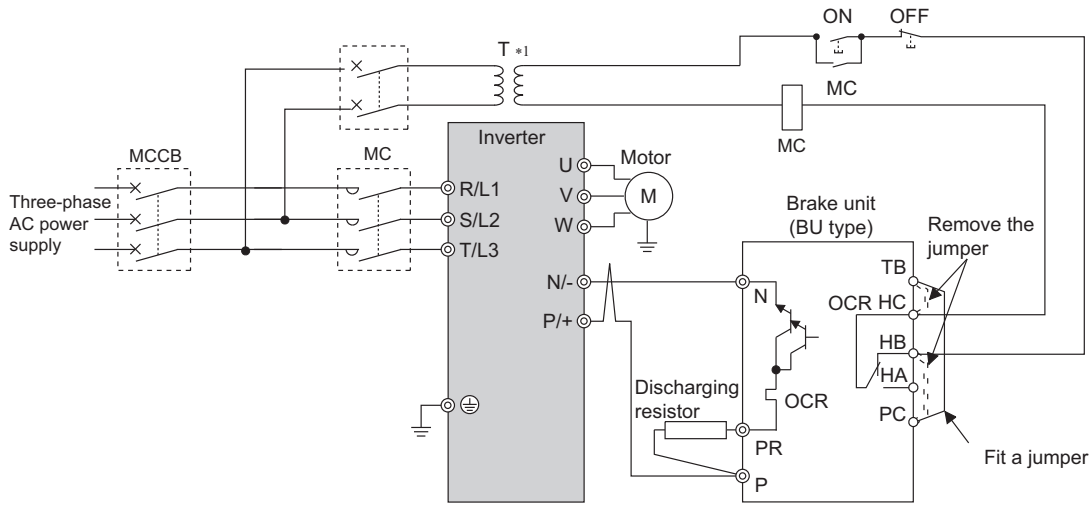 ON
OFF
T *1
MC
MC
Inverter
MCCB
MC
Three-phase
AC power
supply
R/L1
S/L2
T/L3
U
V
W
Motor
M
N/-
P/+
Brake unit
(BU type)
Remove the
jumper
TB
OCR HC
HB
HA
PC
N
OCR
Discharging
resistor
PR
P
Fit a jumper